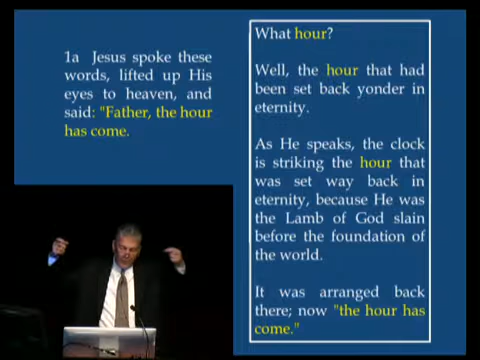 1a Jesus spoke these
words, lifted up His
eyes to heaven, and
said: "Father, the hour
has come.
What hour?
Well, the hour that had
been set back yonder in
eternity.
As He speaks, the clock
is striking the hour that
was set way back in
eternity, because He was
the Lamb of God slain
before the foundation of
the world.
It was arranged back
there; now "the hour has
come."